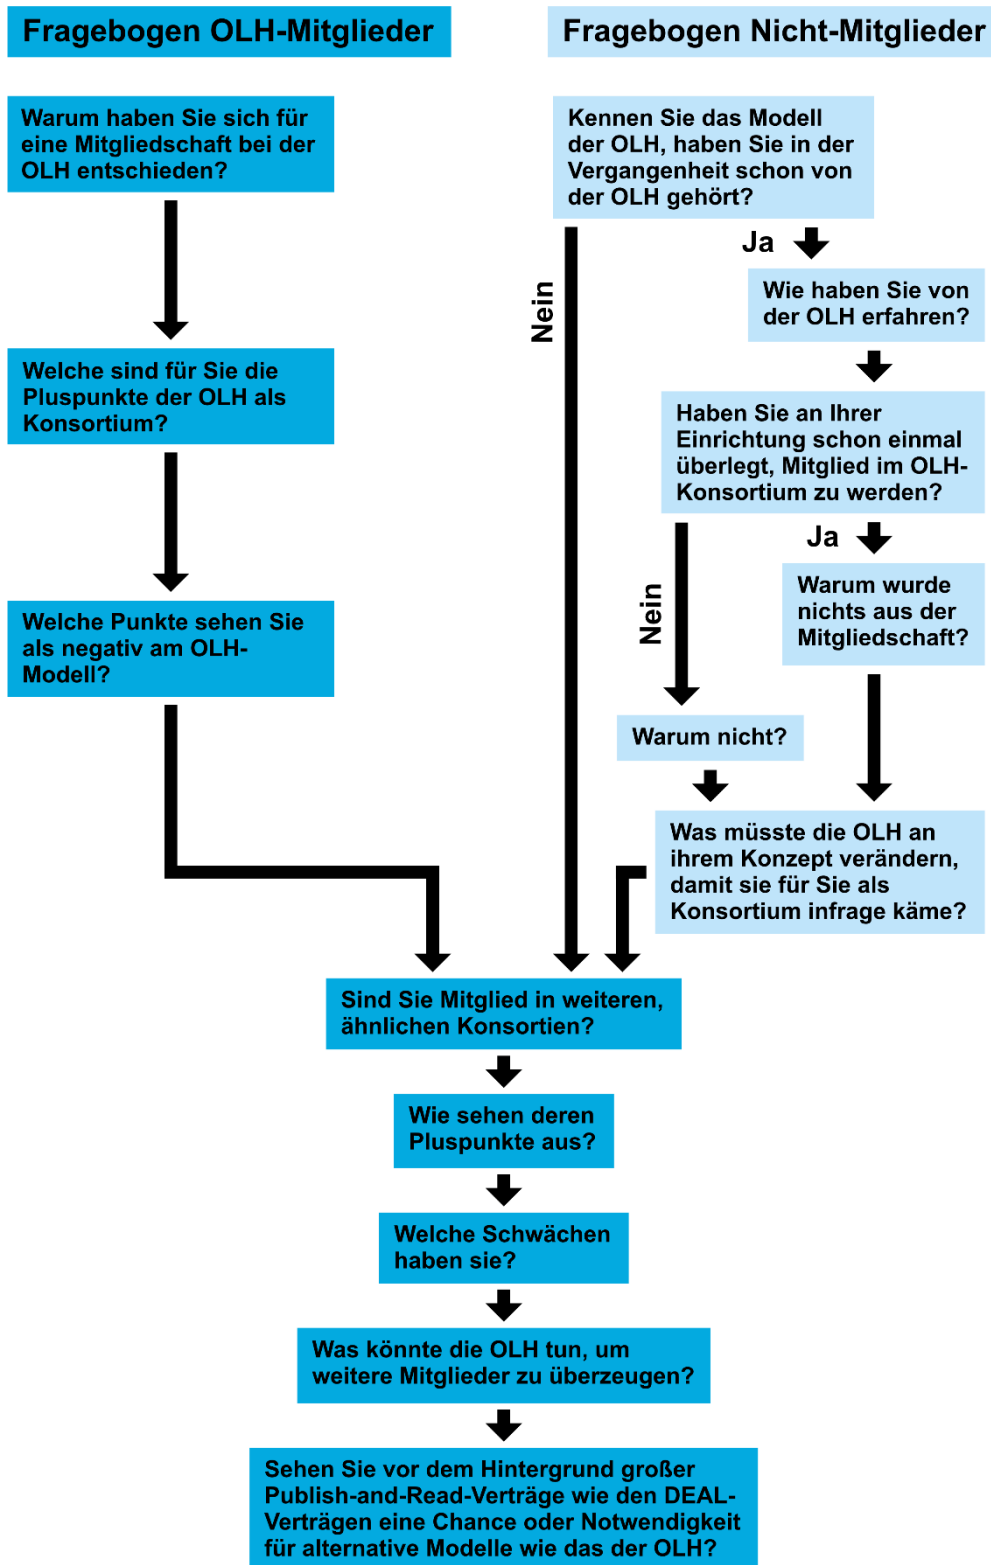 Fragebogen OLH-Mitglieder
Warum haben Sie sich für
eine Mitgliedschaft bei der
OLH entschieden?
Welche sind für Sie die
Pluspunkte der OLH als
Konsortium?
Welche Punkte sehen Sie
als negativ am OLH-
Modell?
Fragebogen Nicht-Mitglieder
Kennen Sie das Modell
der OLH, haben Sie in der
Vergangenheit schon von
der OLH gehört?
Nein
Ja
Wie haben Sie von
der OLH erfahren?
Haben Sie an Ihrer
Einrichtung schon einmal
überlegt, Mitglied im OLH-
Konsortium zu werden?
Nein
Ja
Warum wurde
nichts aus der
Mitgliedschaft?
Warum nicht?
Was müsste die OLH an
ihrem Konzept verändern,
damit sie für Sie als
Konsortium infrage käme?
Sind Sie Mitglied in weiteren,
ähnlichen Konsortien?
Wie sehen deren
Pluspunkte aus?
Welche Schwächen
haben sie?
Was könnte die OLH tun, um
weitere Mitglieder zu überzeugen?
Sehen Sie vor dem Hintergrund großer
Publish-and-Read-Verträge wie den DEAL-
Verträgen eine Chance oder Notwendigkeit
für alternative Modelle wie das der OLH?